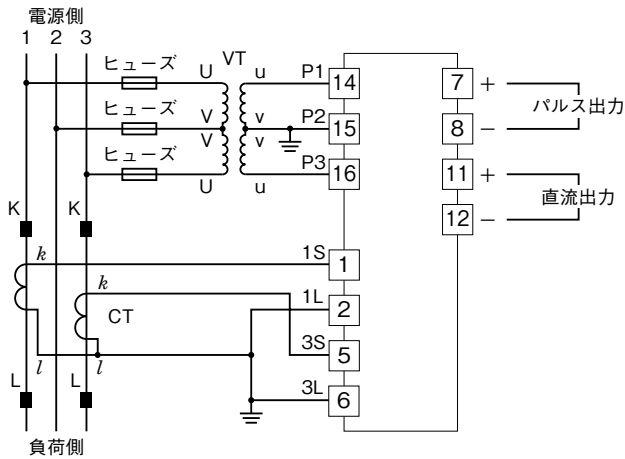 電源側
1 2 3
ヒューズ U VT u P1 14 7 +
パルス出力
ヒューズ V v P2 15 8 −
V v
ヒューズ U u P3 16 11 +
直流出力
12 −
K K
k 1S 1
k 1L 2
CT
3S 5
l l
L L 3L 6
負荷側